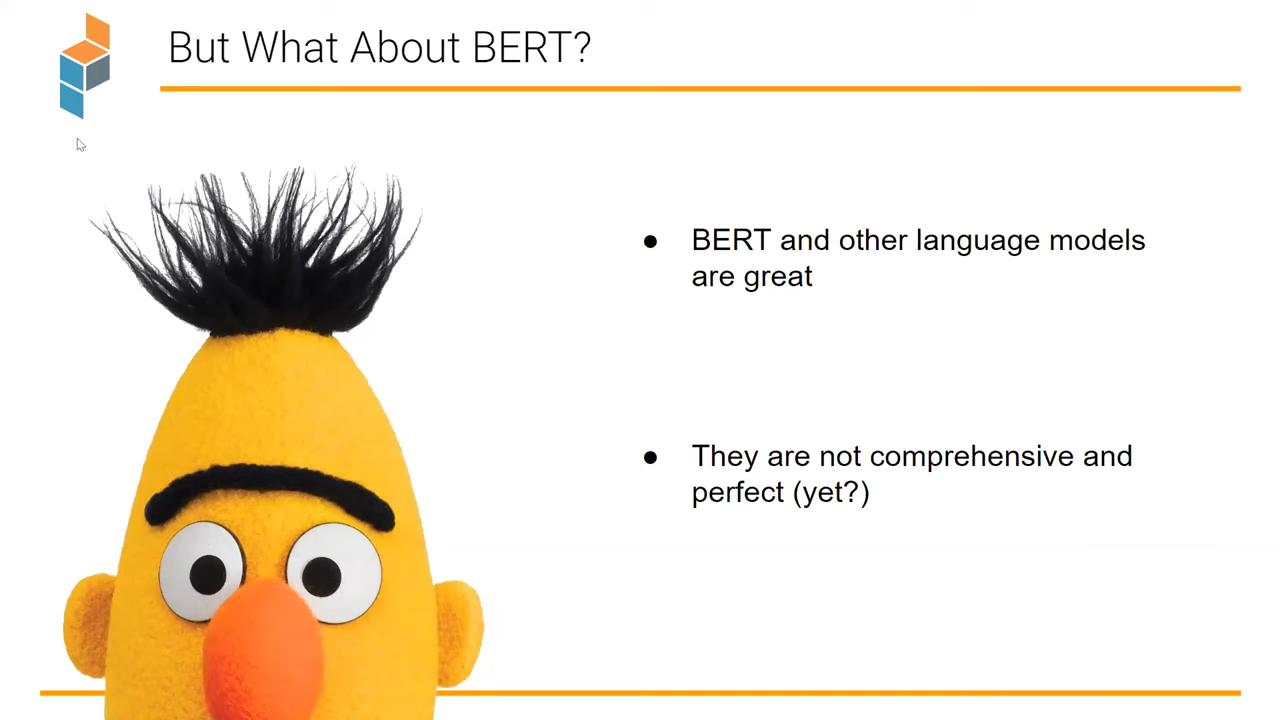 But What About BERT?
● BERT and other language models
are great
● They are not comprehensive and
perfect (yet?)